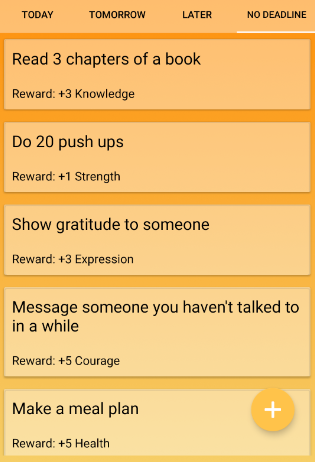 TODAY TOMORROW LATER NO DEADLINE
Read 3 chapters of a book
Reward: +3 Knowledge
Do 20 push ups
Reward: +1 Strength
Show gratitude to someone
Reward: +3 Expression
Message someone you haven't talked to
in a while
Reward: +5 Courage
Make a meal plan
Reward: +5 Health